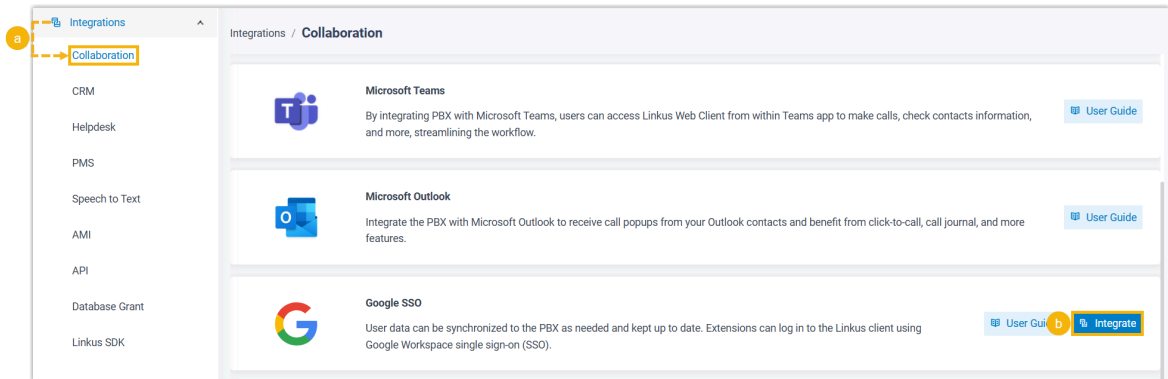 a
Integrations
Collaboration
CRM
Helpdesk
PMS
Speech to Text
AMI
API
Database Grant
Linkus SDK
Integrations / Collaboration
Microsoft Teams
By integrating PBX with Microsoft Teams, users can access Linkus Web Client from within Teams app to make calls, check contacts information,
and more, streamlining the workflow.
User Guide
Microsoft Outlook
Integrate the PBX with Microsoft Outlook to receive call popups from your Outlook contacts and benefit from click-to-call, call journal, and more
features.
User Guide
Google SSO
User data can be synchronized to the PBX as needed and kept up to date. Extensions can log in to the Linkus client using
Google Workspace single sign-on (SSO).
User Gui
b
Integrate